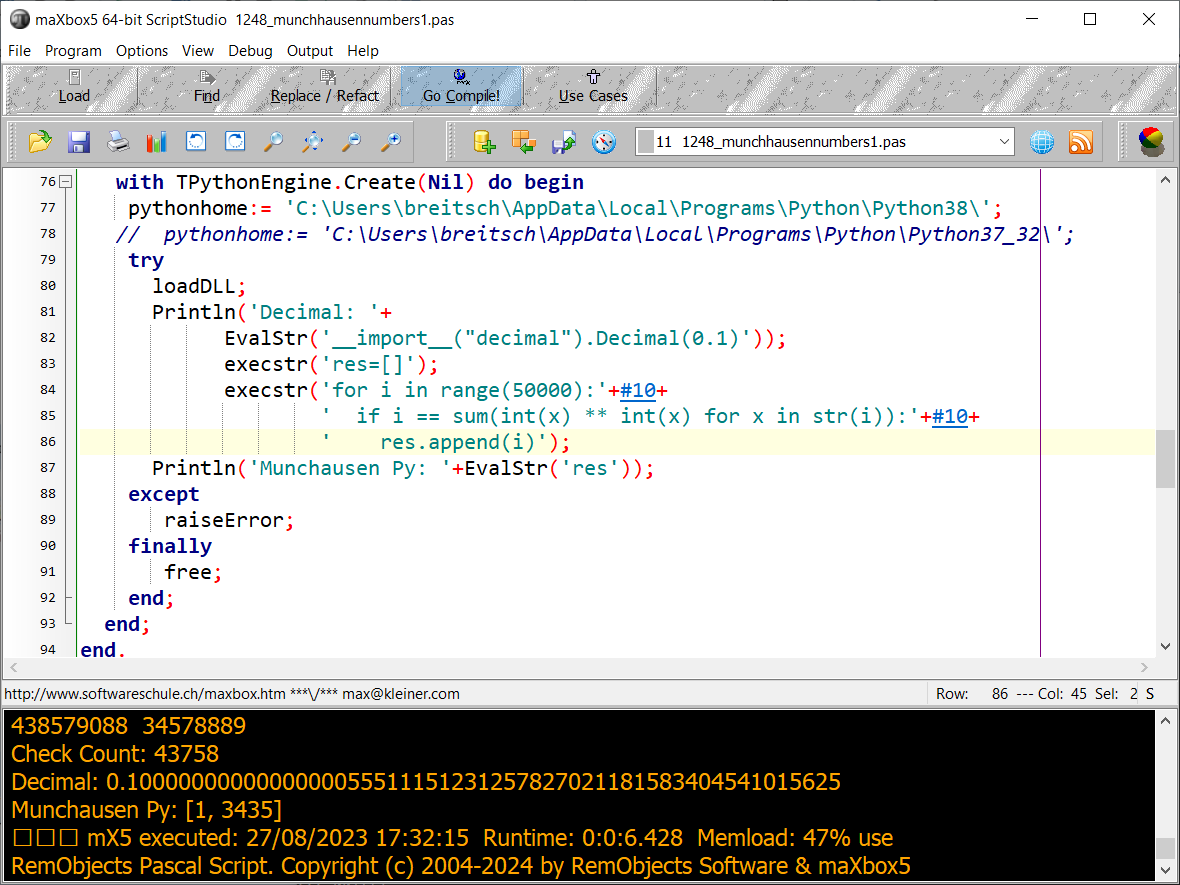 maXbox5 64-bit ScriptStudio  1248_munchhausennumbers1.pas
File Program Options View Debug Output Help
Load Find Replace / Refact Go Compile! Use Cases
11 1248_munchhausennumbers1.pas
76 with TPythonEngine.Create(Nil) do begin
77 pythonhome:= 'C:\Users\breitsch\AppData\Local\Programs\Python\Python38\';
78 //  pythonhome:= 'C:\Users\breitsch\AppData\Local\Programs\Python\Python37_32\';
79 try
80 loadDLL;
81 Println('Decimal: '+
82 EvalStr('__import__("decimal").Decimal(0.1)'));
83 execstr('res=[]');
84 execstr('for i in range(50000):'+#10+
85 '  if i == sum(int(x) ** int(x) for x in str(i)):'+#10+
86 '    res.append(i)');
87 Println('Munchausen Py: '+EvalStr('res'));
88 except
89 raiseError;
90 finally
91 free;
92 end;
93 end;
94 end.
http://www.softwareschule.ch/maxbox.htm ***\/*** max@kleiner.com Row: 86 --- Col: 45 Sel: 2 S
438579088  34578889
Check Count: 43758
Decimal: 0.1000000000000000055511151231257827021181583404541015625
Munchausen Py: [1, 3435]
□□□ mX5 executed: 27/08/2023 17:32:15  Runtime: 0:0:6.428  Memload: 47% use
RemObjects Pascal Script. Copyright (c) 2004-2024 by RemObjects Software & maXbox5